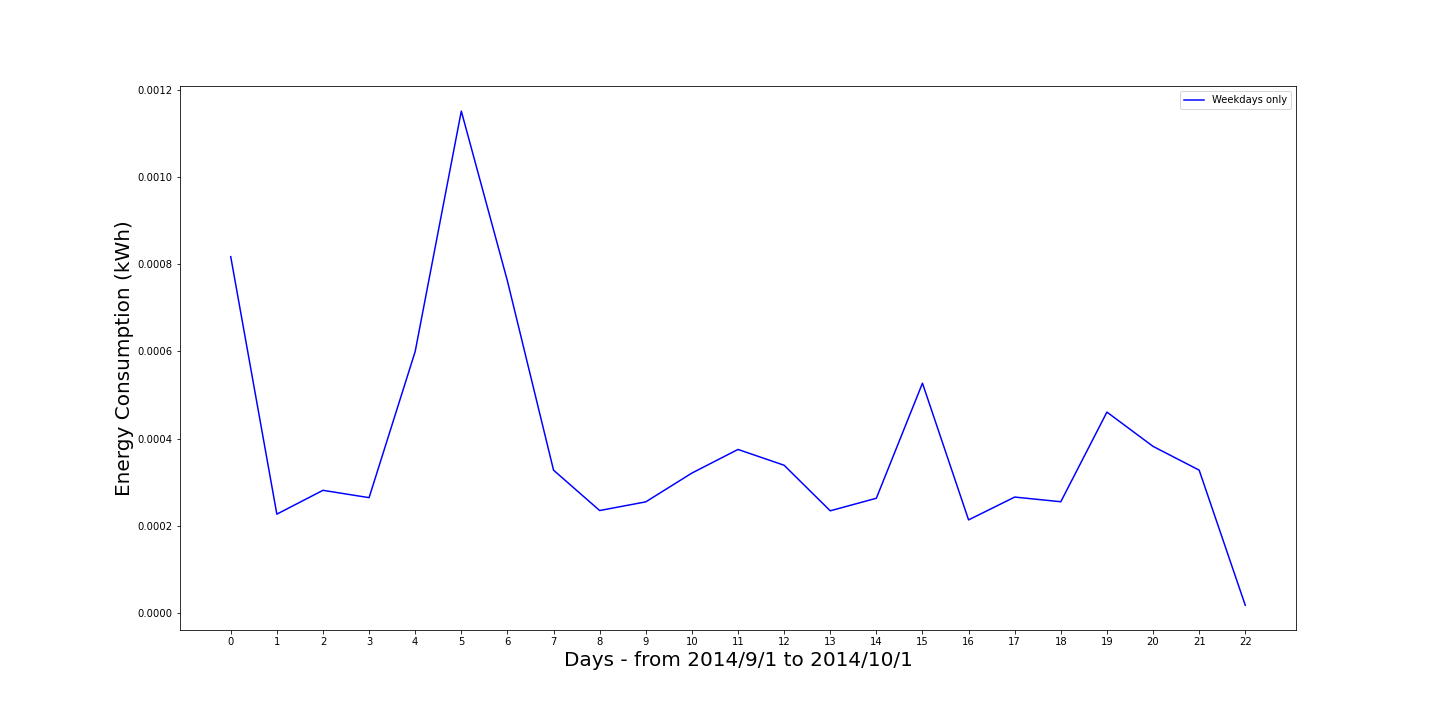 Weekdays only
Energy Consumption (kWh)
0.0012
0.0010
0.0008
0.0006
0.0004
0.0002
0.0000
0 1 2 3 4 5 6 7 8 9 10 11 12 13 14 15 16 17 18 19 20 21 22
Days - from 2014/9/1 to 2014/10/1